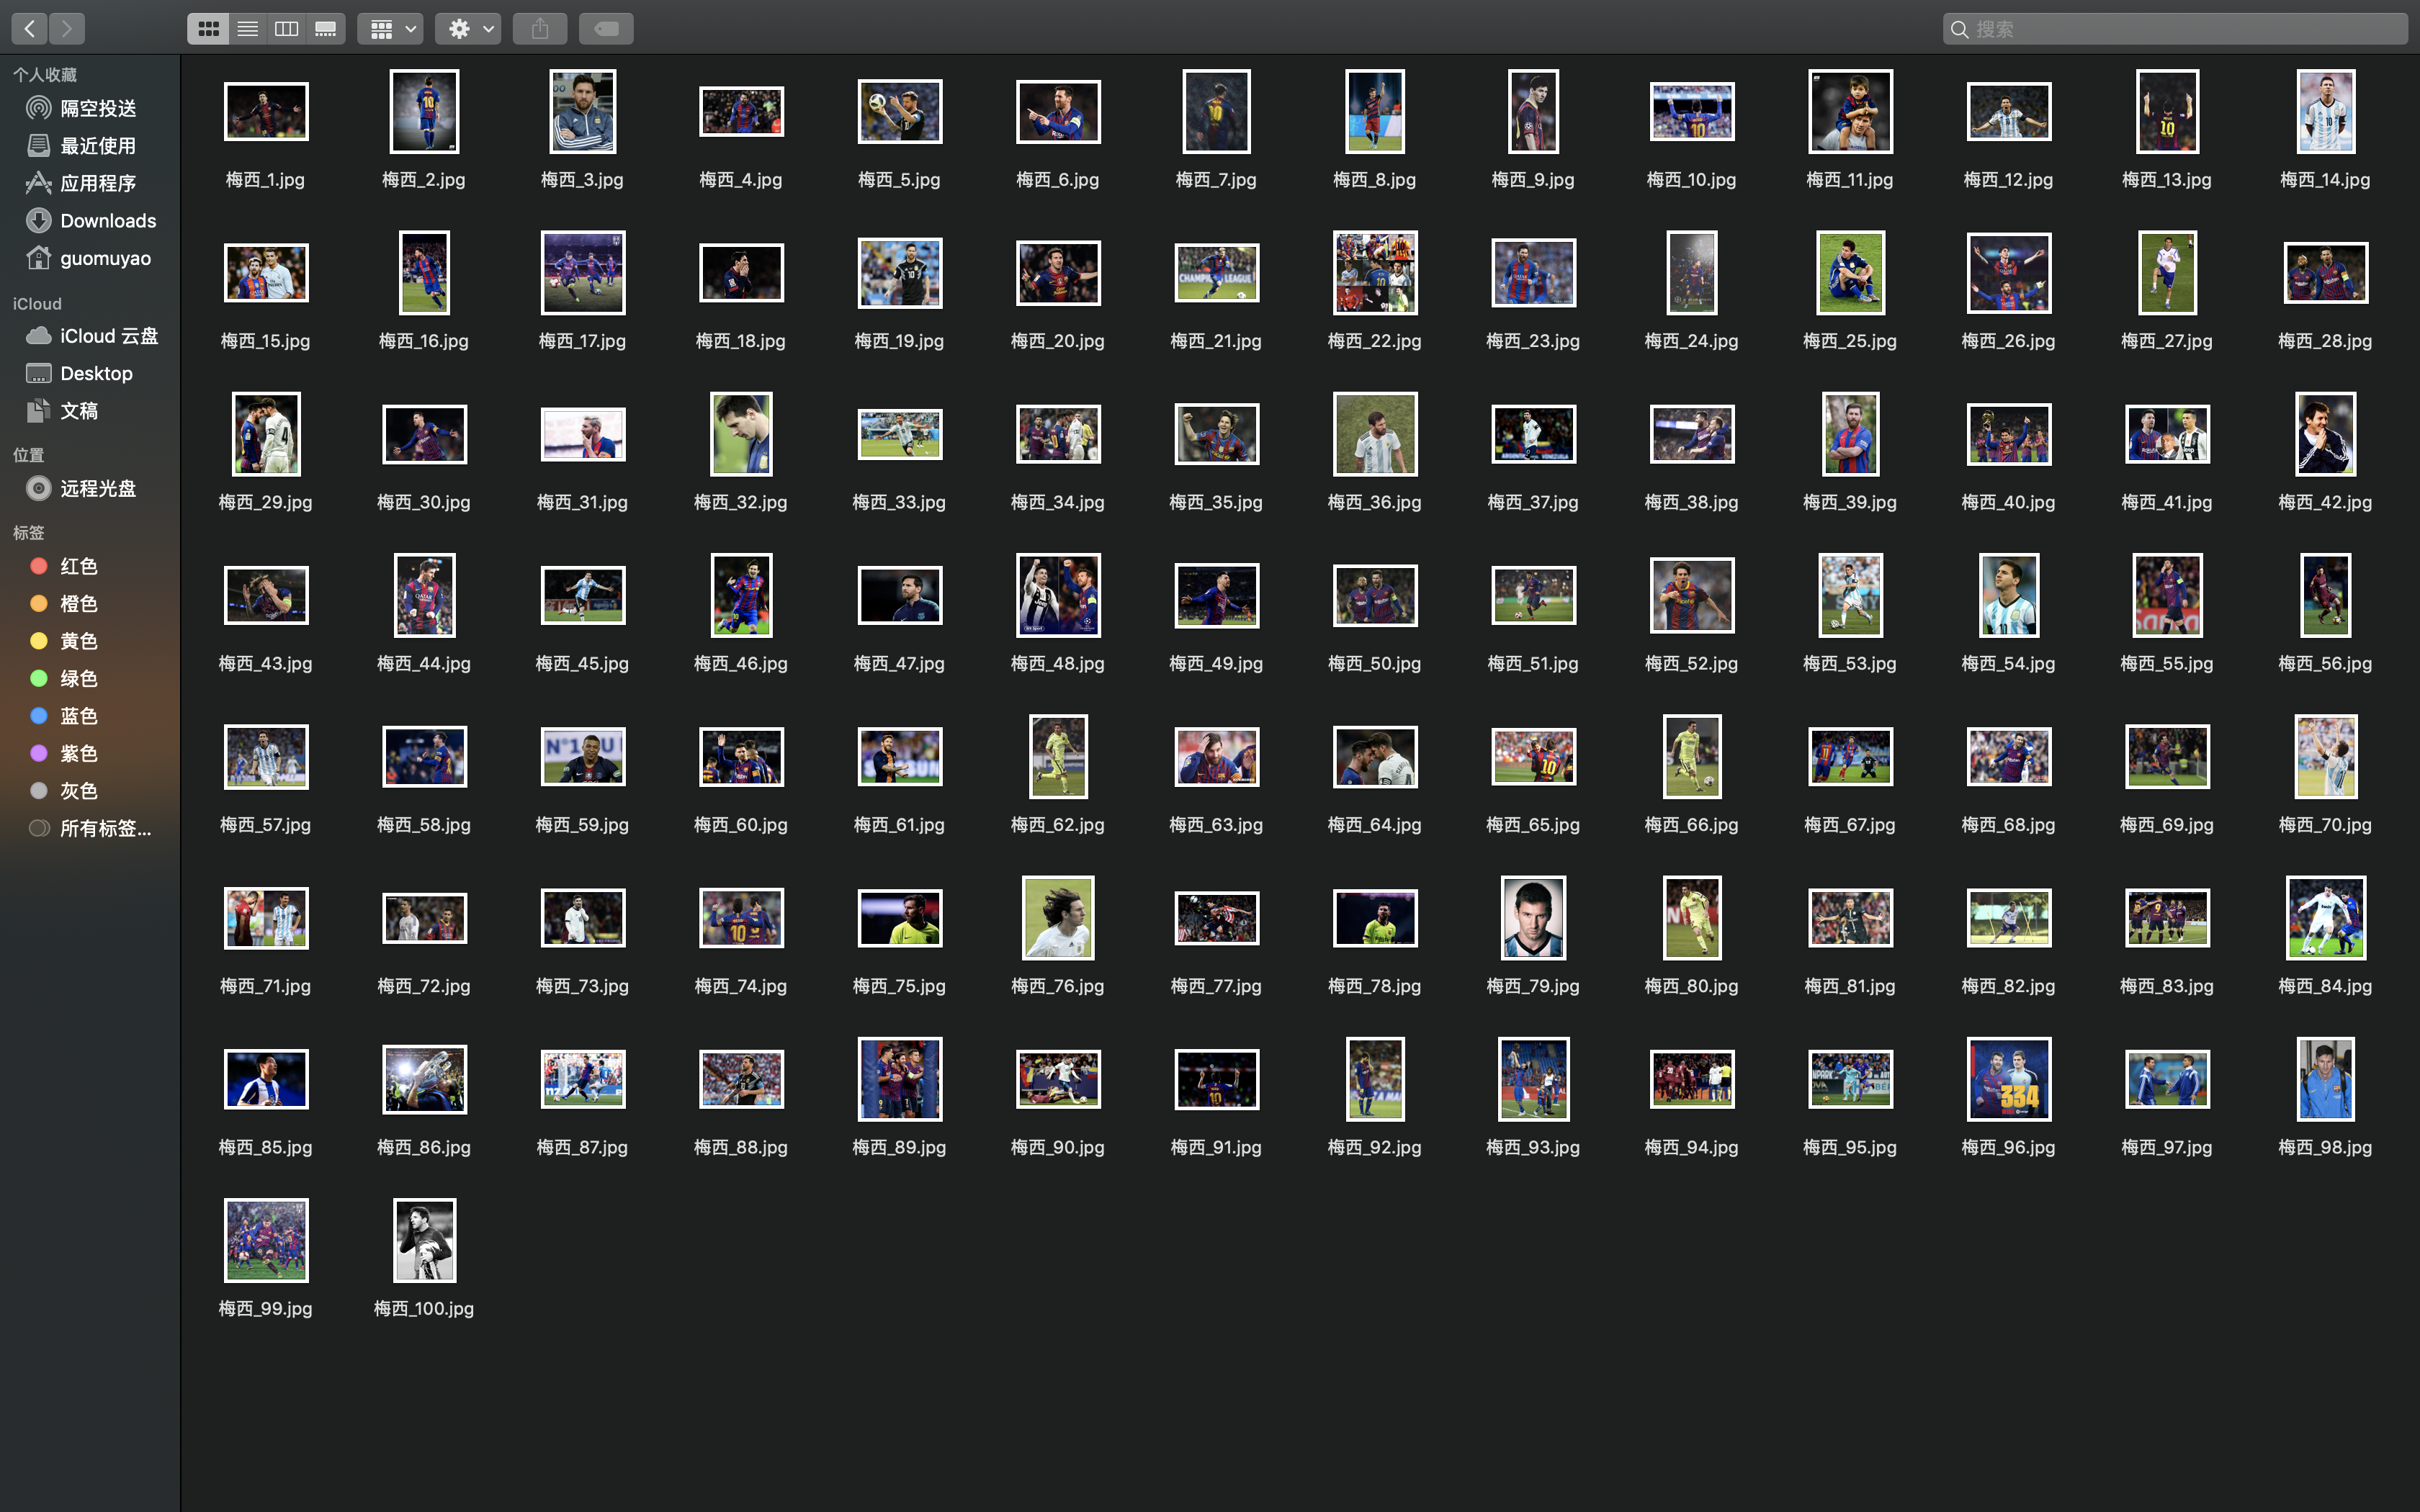 搜索
个人收藏
隔空投送
最近使用
应用程序
Downloads
guomuyao
iCloud
iCloud 云盘
Desktop
文稿
位置
远程光盘
标签
红色
橙色
黄色
绿色
蓝色
紫色
灰色
所有标签...
梅西_1.jpg 梅西_2.jpg 梅西_3.jpg 梅西_4.jpg 梅西_5.jpg 梅西_6.jpg 梅西_7.jpg 梅西_8.jpg 梅西_9.jpg 梅西_10.jpg 梅西_11.jpg 梅西_12.jpg 梅西_13.jpg 梅西_14.jpg
梅西_15.jpg 梅西_16.jpg 梅西_17.jpg 梅西_18.jpg 梅西_19.jpg 梅西_20.jpg 梅西_21.jpg 梅西_22.jpg 梅西_23.jpg 梅西_24.jpg 梅西_25.jpg 梅西_26.jpg 梅西_27.jpg 梅西_28.jpg
梅西_29.jpg 梅西_30.jpg 梅西_31.jpg 梅西_32.jpg 梅西_33.jpg 梅西_34.jpg 梅西_35.jpg 梅西_36.jpg 梅西_37.jpg 梅西_38.jpg 梅西_39.jpg 梅西_40.jpg 梅西_41.jpg 梅西_42.jpg
梅西_43.jpg 梅西_44.jpg 梅西_45.jpg 梅西_46.jpg 梅西_47.jpg 梅西_48.jpg 梅西_49.jpg 梅西_50.jpg 梅西_51.jpg 梅西_52.jpg 梅西_53.jpg 梅西_54.jpg 梅西_55.jpg 梅西_56.jpg
梅西_57.jpg 梅西_58.jpg 梅西_59.jpg 梅西_60.jpg 梅西_61.jpg 梅西_62.jpg 梅西_63.jpg 梅西_64.jpg 梅西_65.jpg 梅西_66.jpg 梅西_67.jpg 梅西_68.jpg 梅西_69.jpg 梅西_70.jpg
梅西_71.jpg 梅西_72.jpg 梅西_73.jpg 梅西_74.jpg 梅西_75.jpg 梅西_76.jpg 梅西_77.jpg 梅西_78.jpg 梅西_79.jpg 梅西_80.jpg 梅西_81.jpg 梅西_82.jpg 梅西_83.jpg 梅西_84.jpg
梅西_85.jpg 梅西_86.jpg 梅西_87.jpg 梅西_88.jpg 梅西_89.jpg 梅西_90.jpg 梅西_91.jpg 梅西_92.jpg 梅西_93.jpg 梅西_94.jpg 梅西_95.jpg 梅西_96.jpg 梅西_97.jpg 梅西_98.jpg
梅西_99.jpg 梅西_100.jpg